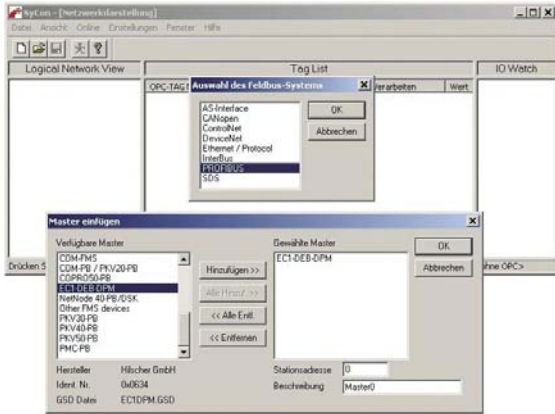 SyCon - [Netzwerkdarstellung]
Datei Ansicht Online Einstellungen Fenster Hilfe
Logical Network View
Tag List
IO Watch
OPC-TAG
Verarbeiten
Wert
Auswahl des Feldbus-Systems
AS-Interface
CANopen
ControlNet
DeviceNet
Ethernet / Protocol
InterBus
PROFIBUS
SDS
OK
Abbrechen
Drücken S
ohne OPC>
Master einfügen
Verfügbare Master
COM-FMS
COM-PB / PKV20-PB
COPRO50-PB
EC1-DEB-DPM
NetNode 40-PB/DSK
Other FMS devices
PKV30-PB
PKV40-PB
PKV50-PB
PMC-PB
Hinzufügen >>
Alle Hinzuf. >>
<< Alle Entf.
<< Entfernen
Gewählte Master
EC1-DEB-DPM
OK
Abbrechen
Hersteller Hilscher GmbH
Ident. Nr. 0x0634
GSD Datei EC1DPM.GSD
Stationsadresse 0
Beschreibung Master0